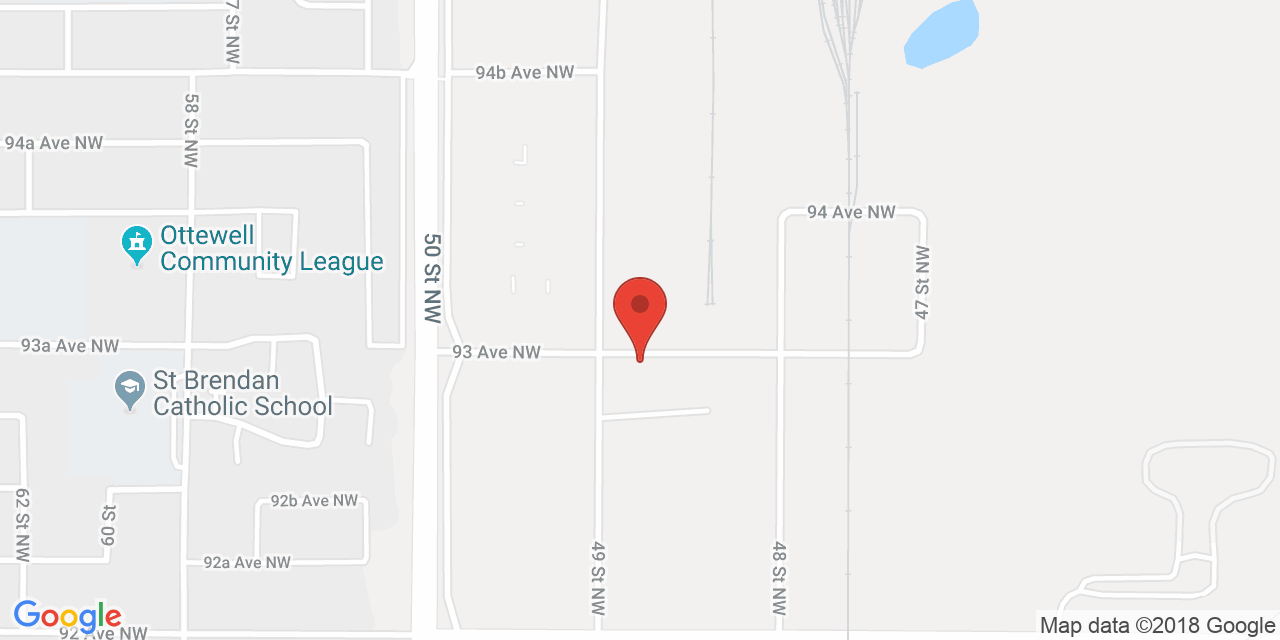 7 St NW
94b Ave NW
58 St NW
94a Ave NW
94 Ave NW
Ottewell
Community League
50 St NW
47 St NW
93a Ave NW
93 Ave NW
St Brendan
Catholic School
62 St NW
60 St
92b Ave NW
92a Ave NW
49 St NW
48 St NW
Google
92 Ave NW
Map data ©2018 Google